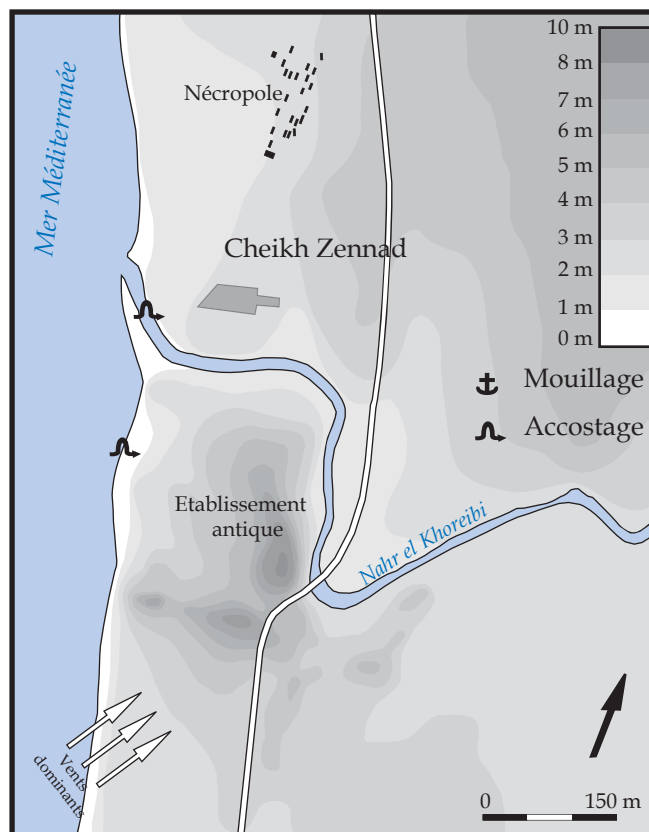 Mer Méditerranée
Nécropole
Cheikh Zennad
10 m
8 m
7 m
6 m
5 m
4 m
3 m
2 m
1 m
0 m
Mouillage
Accostage
Etablissement
antique
Nahr el Khoreibi
Vents
dominants
0
150 m